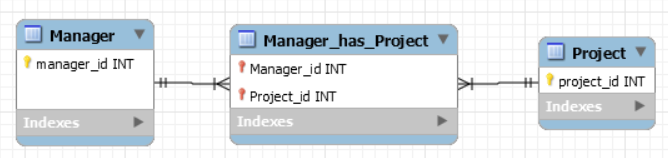 Manager
manager_id INT
Indexes
Manager_has_Project
Manager_id INT
Project_id INT
Indexes
Project
project_id INT
Indexes